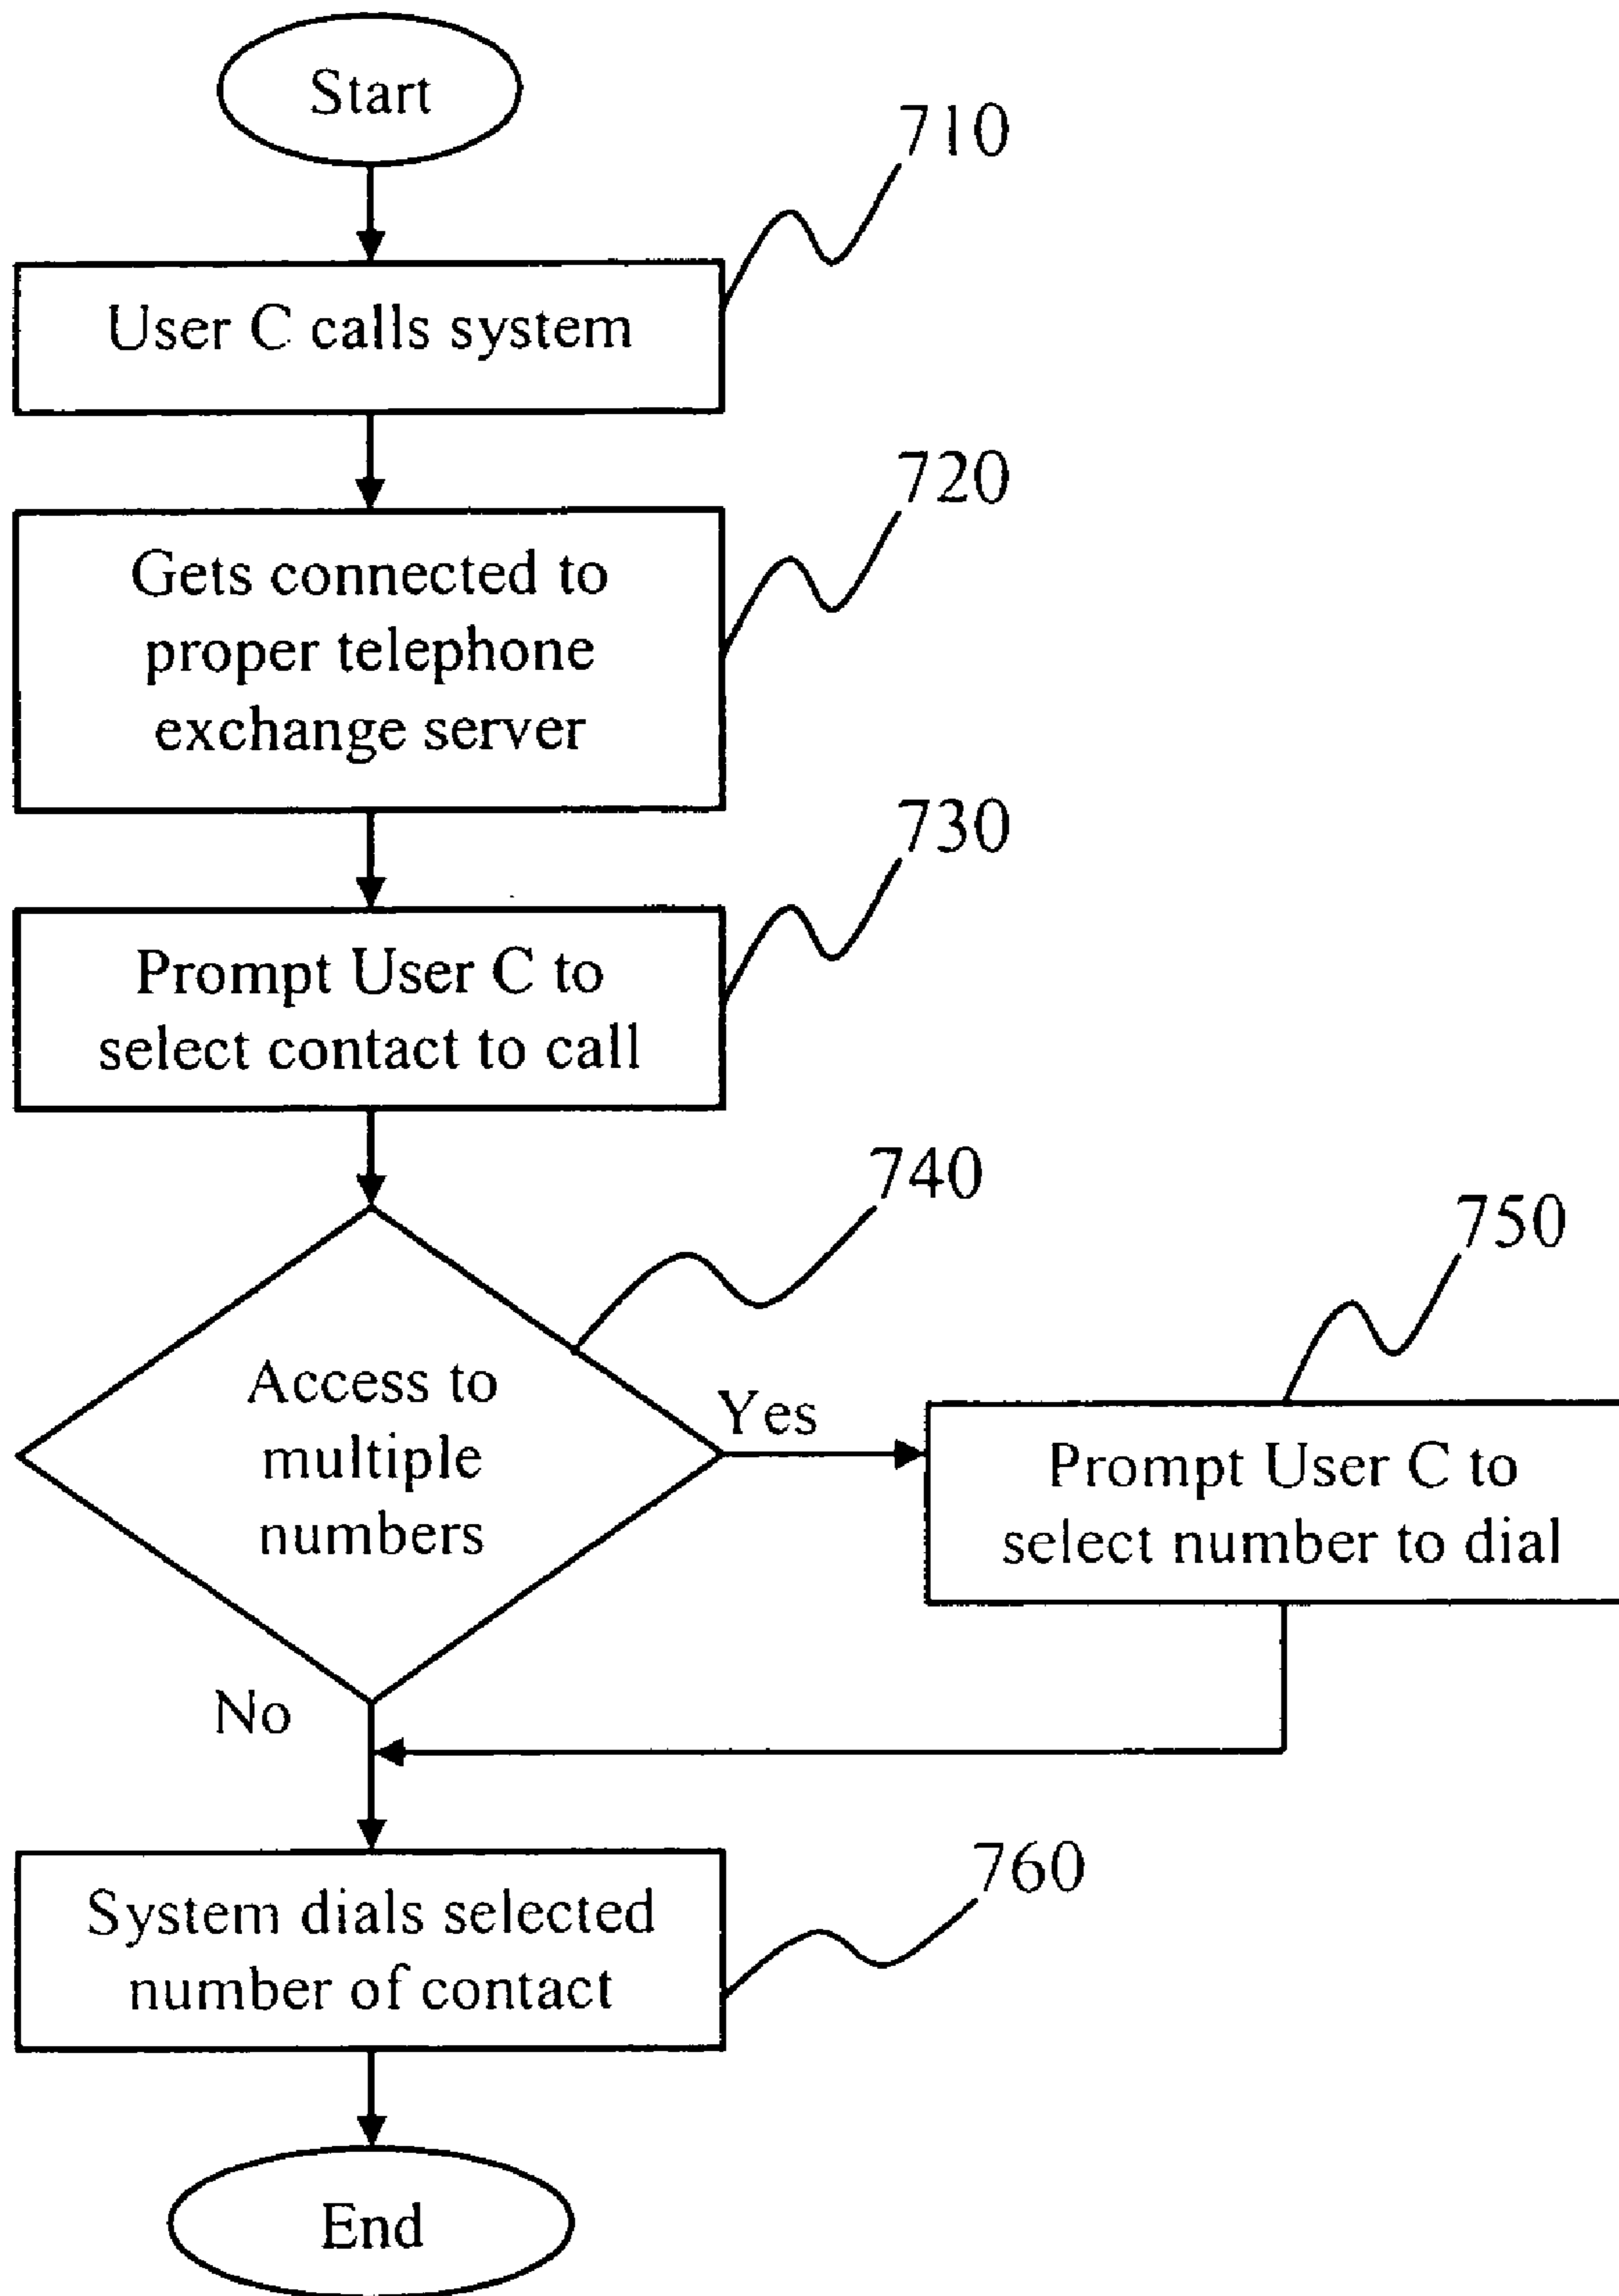 Start
710
User C calls system
720
Gets connected to
proper telephone
exchange server
730
Prompt User C to
select contact to call
740
750
Access to
multiple
numbers
Yes
Prompt User C to
select number to dial
No
760
System dials selected
number of contact
End